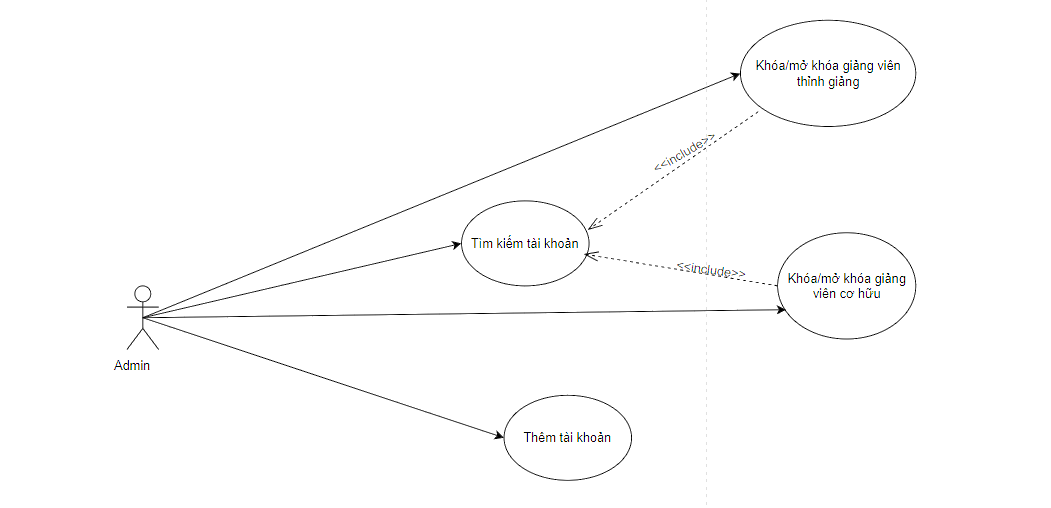 Khóa/mở khóa giảng viên
thỉnh giảng
<<include>>
Tìm kiếm tài khoản
<<include>>
Khóa/mở khóa giảng
viên cơ hữu
Admin
Thêm tài khoản